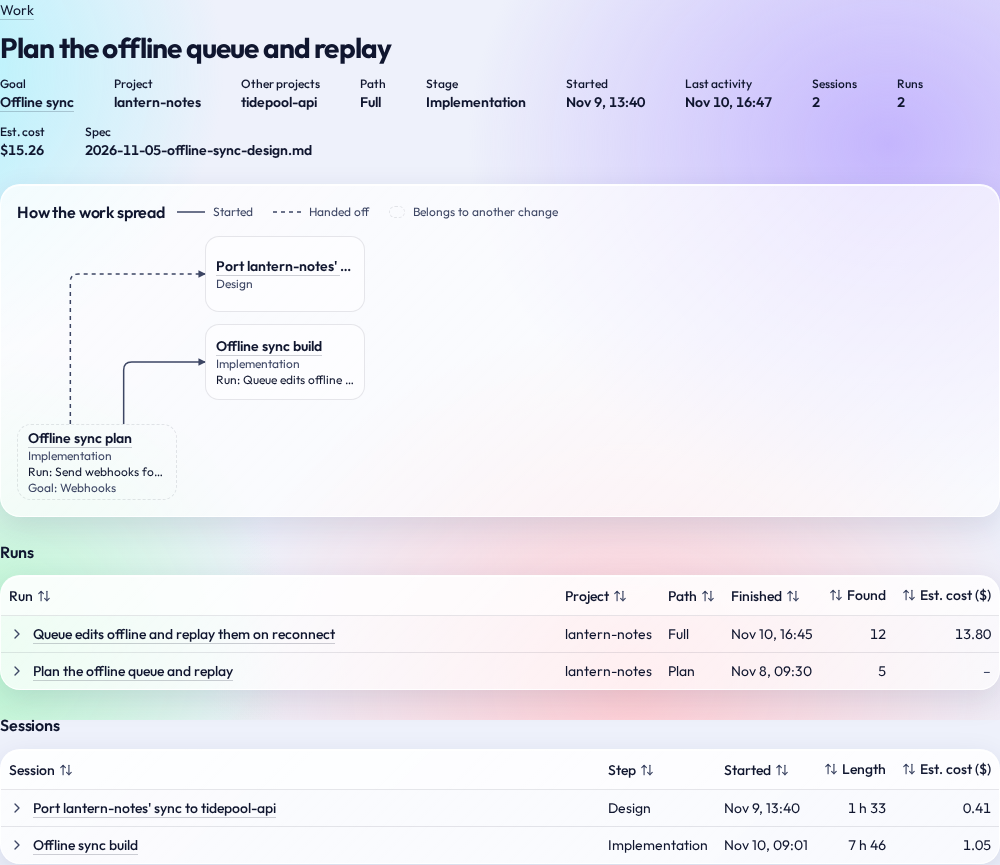 Work
Plan the offline queue and replay
Goal Project Other projects Path Stage Started Last activity Sessions Runs
Offline sync lantern-notes tidepool-api Full Implementation Nov 9, 13:40 Nov 10, 16:47 2 2
Est. cost Spec
$15.26 2026-11-05-offline-sync-design.md
How the work spread Started Handed off Belongs to another change
Port lantern-notes' ...
Design
Offline sync build
Implementation
Run: Queue edits offline ...
Offline sync plan
Implementation
Run: Send webhooks fo...
Goal: Webhooks
Runs
Run Project Path Finished Found Est. cost ($)
Queue edits offline and replay them on reconnect lantern-notes Full Nov 10, 16:45 12 13.80
Plan the offline queue and replay lantern-notes Plan Nov 8, 09:30 5 –
Sessions
Session Step Started Length Est. cost ($)
Port lantern-notes' sync to tidepool-api Design Nov 9, 13:40 1 h 33 0.41
Offline sync build Implementation Nov 10, 09:01 7 h 46 1.05